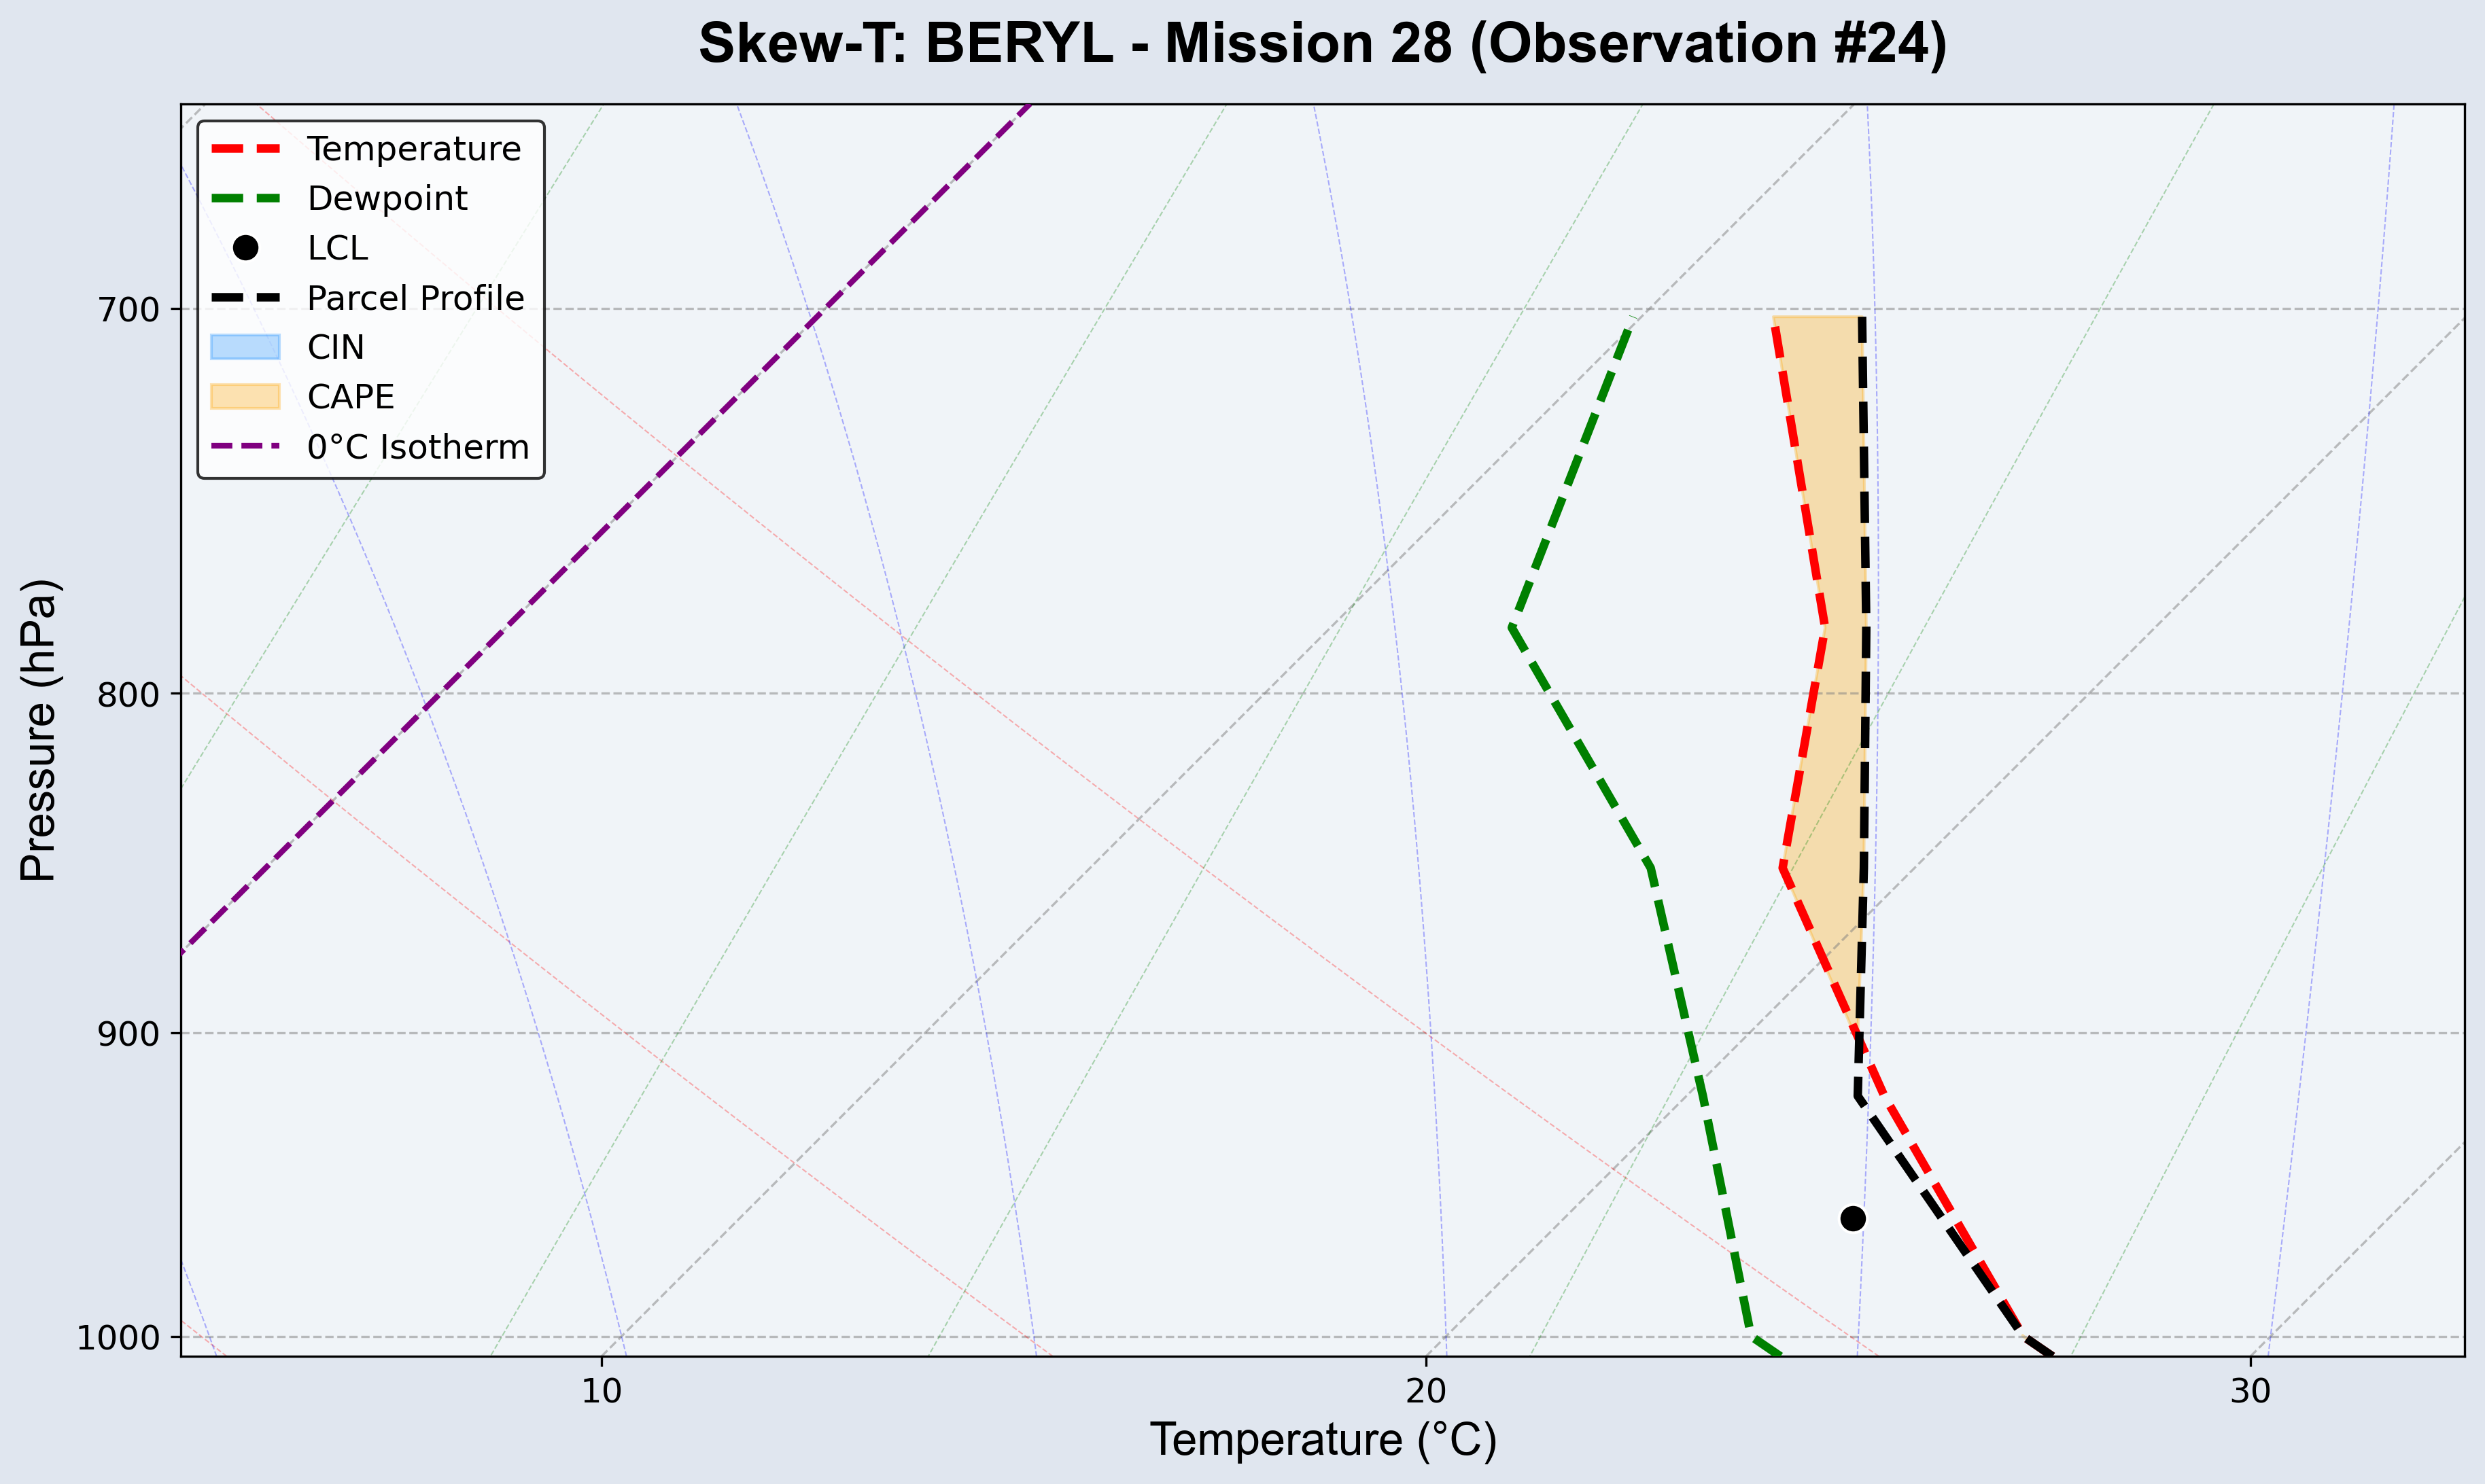 Skew-T: BERYL - Mission 28 (Observation #24)
Temperature
Dewpoint
LCL
Parcel Profile
CIN
CAPE
0°C Isotherm
Pressure (hPa)
700
800
900
1000
10
20
30
Temperature (°C)